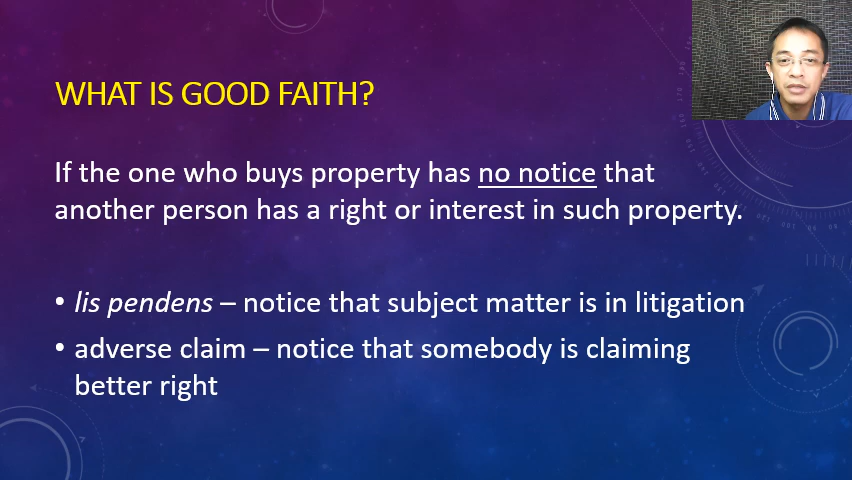 WHAT IS GOOD FAITH?
If the one who buys property has no notice that
another person has a right or interest in such property.
• lis pendens – notice that subject matter is in litigation
• adverse claim – notice that somebody is claiming
better right